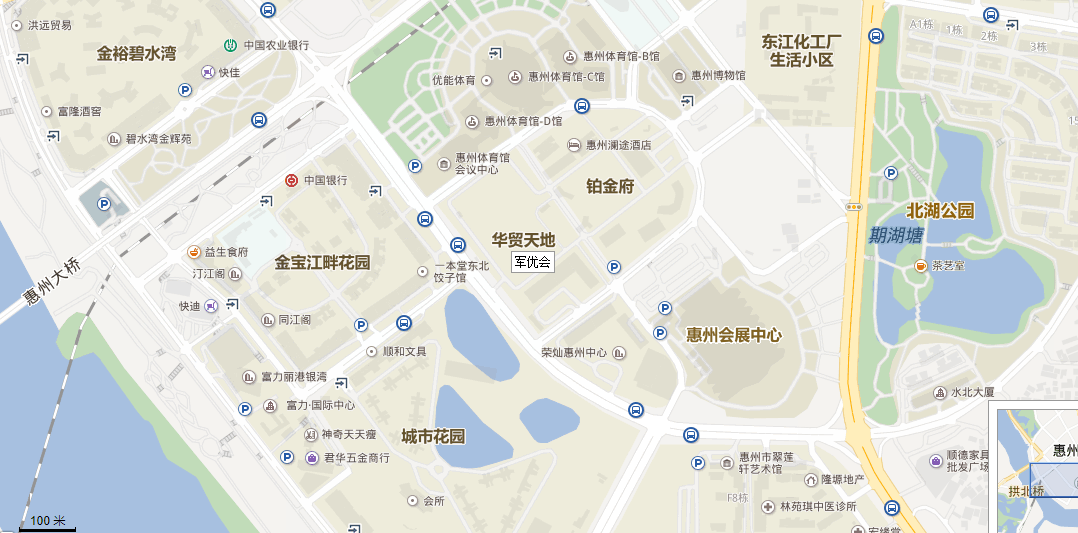 洪远贸易
金裕碧水湾
中国农业银行
快佳
富隆酒窖
碧水湾金辉苑
优能体育
惠州体育馆-B馆
惠州体育馆-C馆
惠州体育馆-D馆
惠州体育馆
会议中心
惠州博物馆
惠州澜途酒店
铂金府
东江化工厂
生活小区
A1栋
1栋
2栋
3栋
15
北湖公园
期湖塘
茶艺室
中国银行
益生食府
汀江阁
金宝江畔花园
华贸天地
军优会
一本堂东北
饺子馆
惠州大桥
快迪
同江阁
顺和文具
荣灿惠州中心
惠州会展中心
富力丽港银湾
富力·国际中心
神奇天天瘦
君华五金商行
城市花园
会所
水北大厦
惠州市翠莲
轩艺术馆
隆塬地产
F8栋
林苑琪中医诊所
顺德家具
批发广场
惠州
拱北桥
100 米